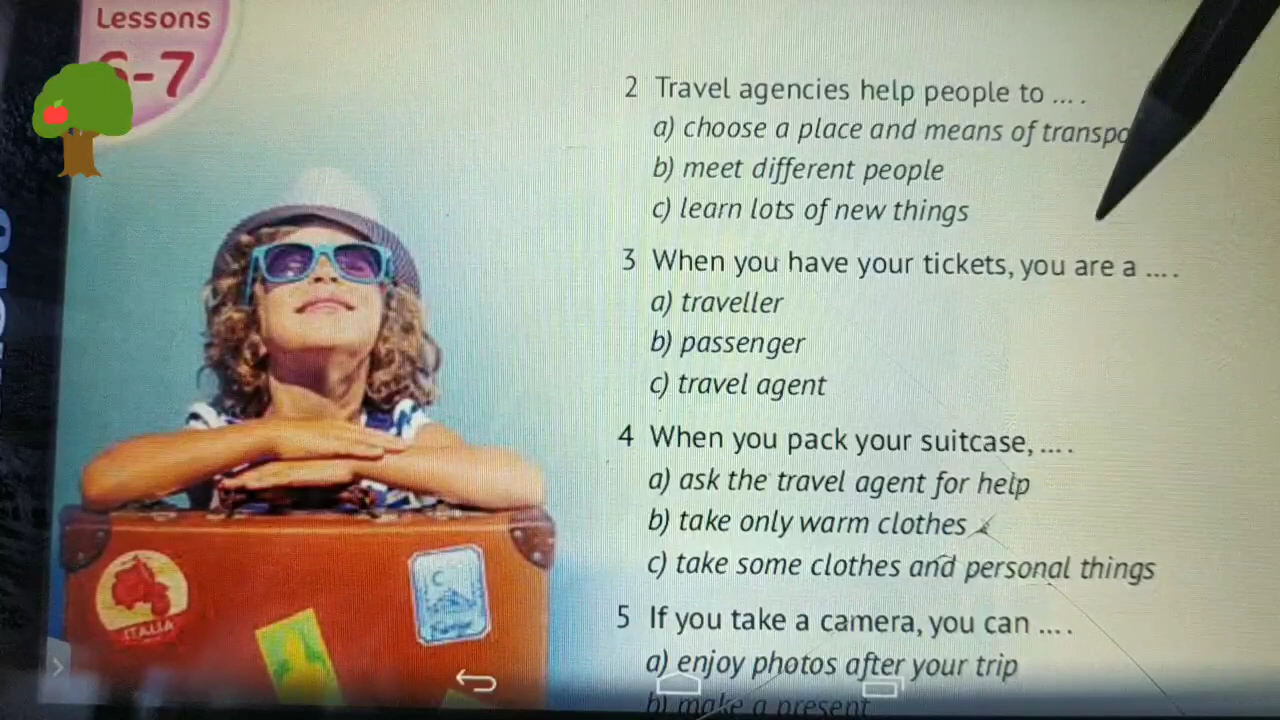 Lessons
6-7
2 Travel agencies help people to ... .
a) choose a place and means of
b) meet different people
c) learn lots of new things
3 When you have your tickets, you are a ... .
a) traveller
b) passenger
c) travel agent
4 When you pack your suitcase, ... .
a) ask the travel agent for help
b) take only warm clothes
c) take some clothes and personal things
5 If you take a camera, you can ... .
a) enjoy photos after your trip
b) make a present
ITALIA